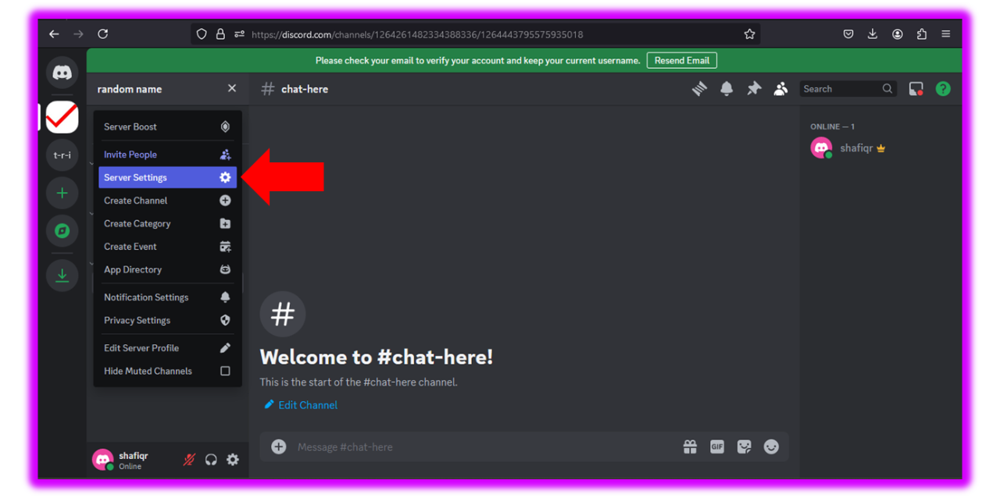 https://discord.com/channels/1264261482334388336/1264443795575935018
Please check your email to verify your account and keep your current username. Resend Email
random name
# chat-here
Search
Server Boost
Invite People
Server Settings
Create Channel
Create Category
Create Event
App Directory
Notification Settings
Privacy Settings
Edit Server Profile
Hide Muted Channels
t-r-i
ONLINE — 1
shafiqr
#
Welcome to #chat-here!
This is the start of the #chat-here channel.
Edit Channel
Message #chat-here
GIF
shafiqr
Online